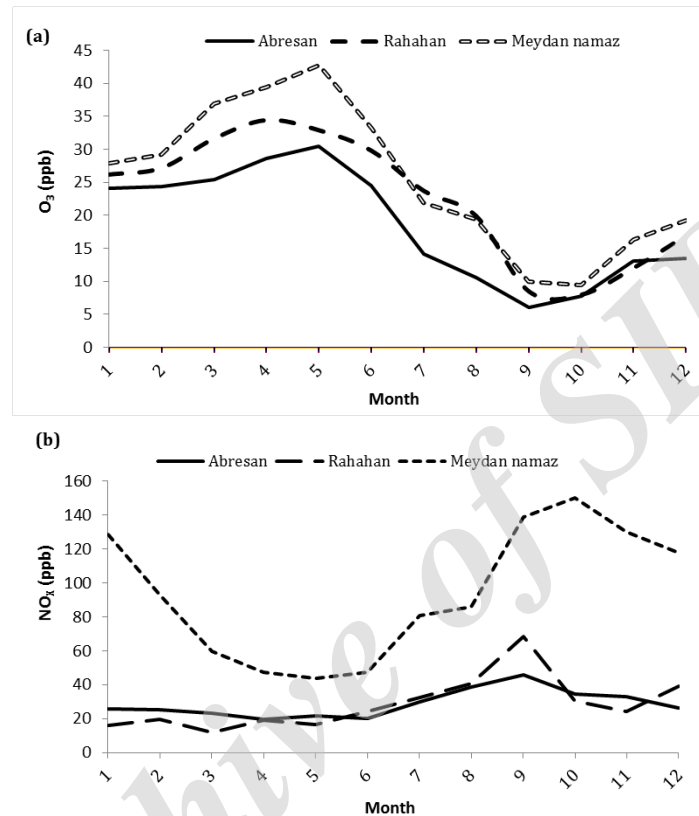 (a)
Abresan Rahahan Meydan namaz
O3 (ppb)
45
40
35
30
25
20
15
10
5
0
1 2 3 4 5 6 7 8 9 10 11 12
Month
(b)
Abresan Rahahan Meydan namaz
NOX (ppb)
160
140
120
100
80
60
40
20
0
1 2 3 4 5 6 7 8 9 10 11 12
Month
hive of SI